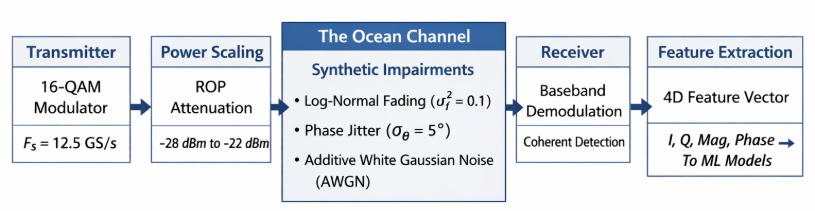 Transmitter
16-QAM
Modulator
Fs = 12.5 GS/s
Power Scaling
ROP
Attenuation
-28 dBm to -22 dBm
The Ocean Channel
Synthetic Impairments
• Log-Normal Fading (σ_I^2 = 0.1)
• Phase Jitter (σ_θ = 5°)
• Additive White Gaussian Noise
(AWGN)
Receiver
Baseband
Demodulation
Coherent Detection
Feature Extraction
4D Feature Vector
I, Q, Mag, Phase →
To ML Models